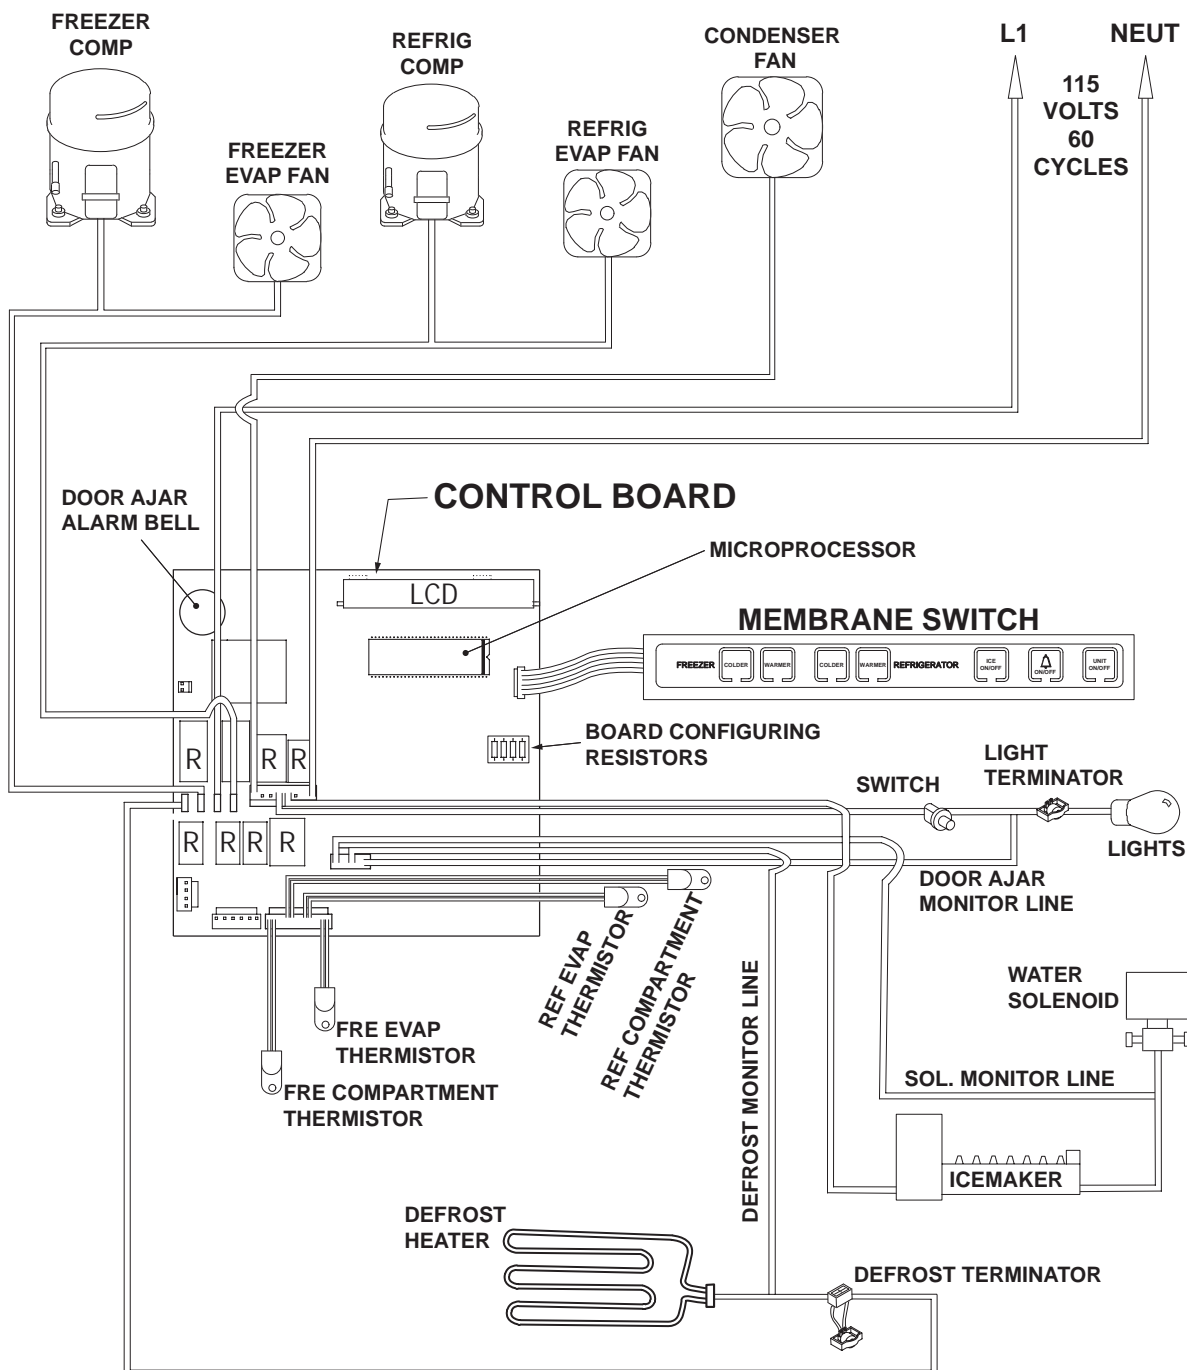 FREEZER
COMP
REFRIG
COMP
CONDENSER
FAN
L1
NEUT
115
VOLTS
60
CYCLES
FREEZER
EVAP FAN
REFRIG
EVAP FAN
DOOR AJAR
ALARM BELL
CONTROL BOARD
MICROPROCESSOR
LCD
MEMBRANE SWITCH
FREEZER
COLDER
WARMER
COLDER
WARMER
REFRIGERATOR
ICE
ON/OFF
ON/OFF
UNIT
ON/OFF
BOARD CONFIGURING
RESISTORS
R
R
R
SWITCH
LIGHT
TERMINATOR
LIGHTS
R
R
R
R
DOOR AJAR
MONITOR LINE
REF EVAP
THERMISTOR
REF COMPARTMENT
THERMISTOR
DEFROST MONITOR LINE
WATER
SOLENOID
FRE EVAP
THERMISTOR
FRE COMPARTMENT
THERMISTOR
SOL. MONITOR LINE
ICEMAKER
DEFROST
HEATER
DEFROST TERMINATOR